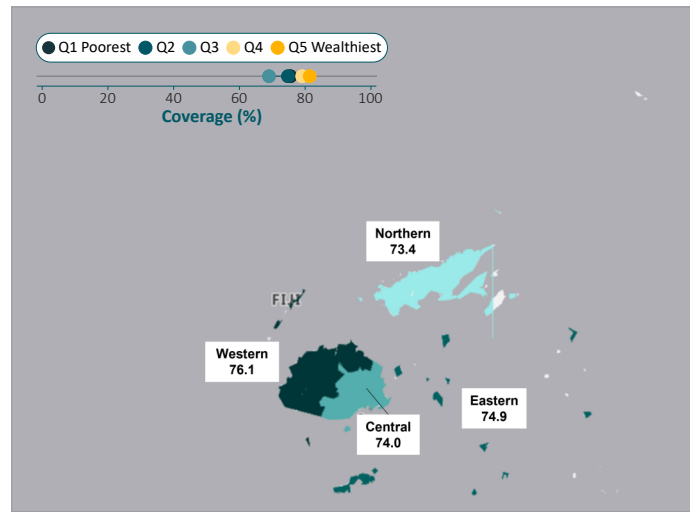 Q1 Poorest Q2 Q3 Q4 Q5 Wealthiest
0 20 40 60 80 100
Coverage (%)
Northern
73.4
FIJI
Western
76.1
Eastern
74.9
Central
74.0